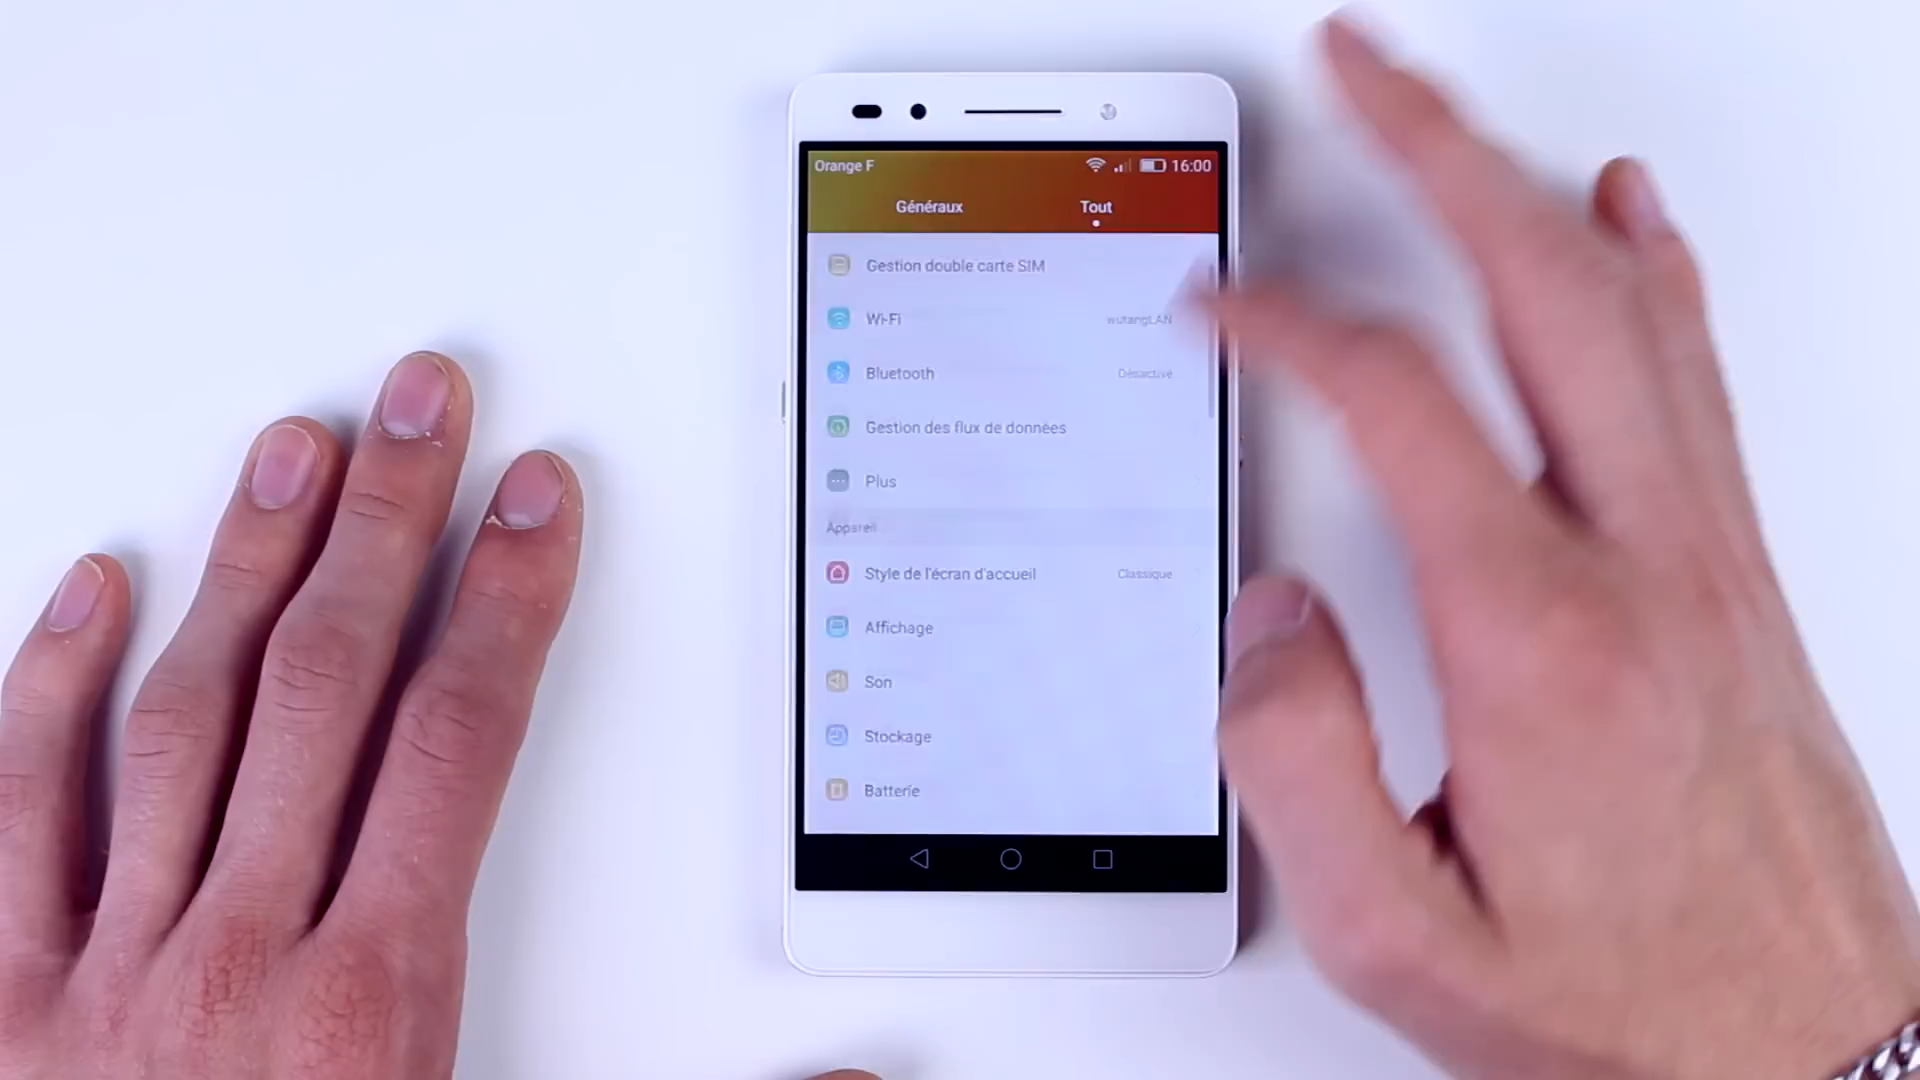 Orange F 16:00
Généraux Tout
Gestion double carte SIM
Wi-Fi wutangLAN
Bluetooth Désactivé
Gestion des flux de données
Plus
Appareil
Style de l'écran d'accueil Classique
Affichage
Son
Stockage
Batterie